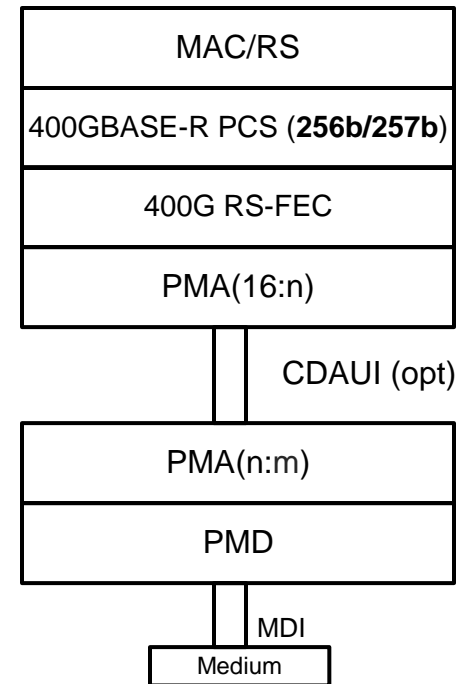 MAC/RS
400GBASE-R PCS (256b/257b)
400G RS-FEC
PMA(16:n)
CDAUI (opt)
PMA(n:m)
PMD
MDI
Medium